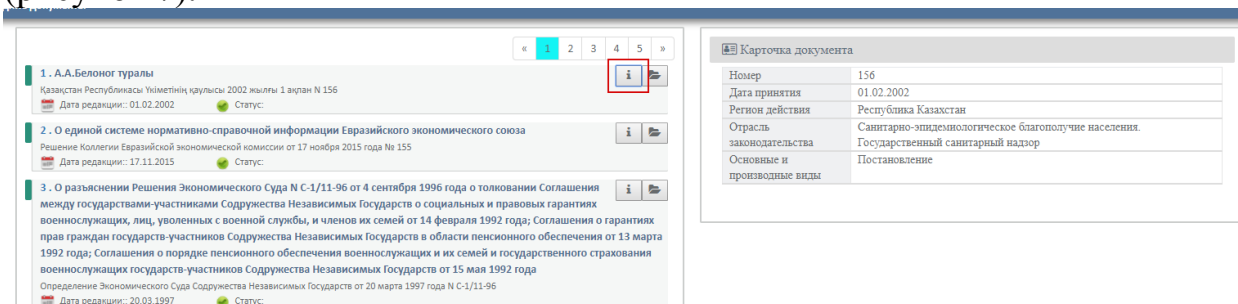 « 1 2 3 4 5 »
1 . А.А.Белоног туралы
Қазақстан Республикасы Үкіметінің қаулысы 2002 жылғы 1 ақпан N 156
Дата редакции:: 01.02.2002 Статус:
i
2 . О единой системе нормативно-справочной информации Евразийского экономического союза
Решение Коллегии Евразийской экономической комиссии от 17 ноября 2015 года № 155
Дата редакции:: 17.11.2015 Статус:
i
3 . О разъяснении Решения Экономического Суда N С-1/11-96 от 4 сентября 1996 года о толковании Соглашения
между государствами-участниками Содружества Независимых Государств о социальных и правовых гарантиях
военнослужащих, лиц, уволенных с военной службы, и членов их семей от 14 февраля 1992 года; Соглашения о гарантиях
прав граждан государств-участников Содружества Независимых Государств в области пенсионного обеспечения от 13 марта
1992 года; Соглашения о порядке пенсионного обеспечения военнослужащих и их семей и государственного страхования
военнослужащих государств-участников Содружества Независимых Государств от 15 мая 1992 года
Определение Экономического Суда Содружества Независимых Государств от 20 марта 1997 года N С-1/11-96
Дата редакции:: 20.03.1997 Статус:
i
Карточка документа
Номер 156
Дата принятия 01.02.2002
Регион действия Республика Казахстан
Отрасль Санитарно-эпидемиологическое благополучие населения.
законодательства Государственный санитарный надзор
Основные и Постановление
производные виды